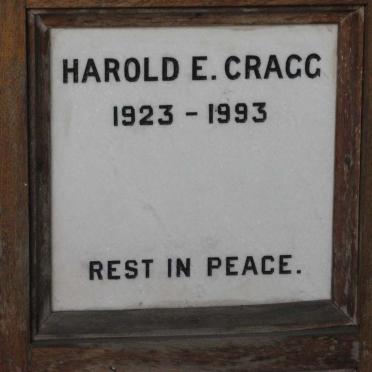 HAROLD E. CRAGG
1923 - 1993
REST IN PEACE.